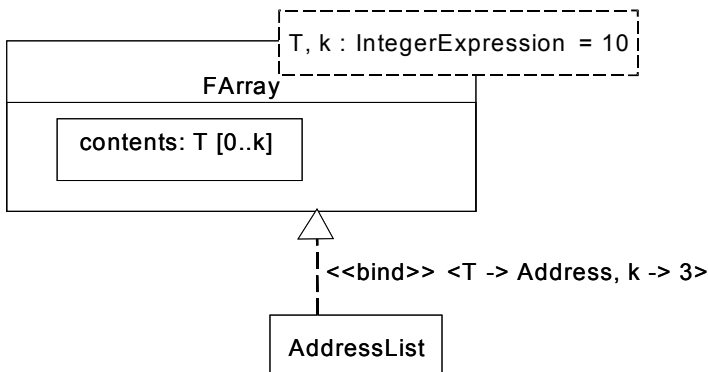 T, k : IntegerExpression = 10
FArray
contents: T [0..k]
<<bind>> <T -> Address, k -> 3>
AddressList